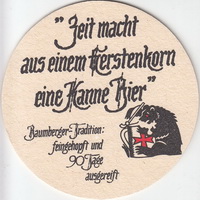 "Zeit macht
aus einem Gerstenkorn
eine Kanne Bier"
Baumberger-Tradition:
feingehopft und
90 Tage
ausgereift